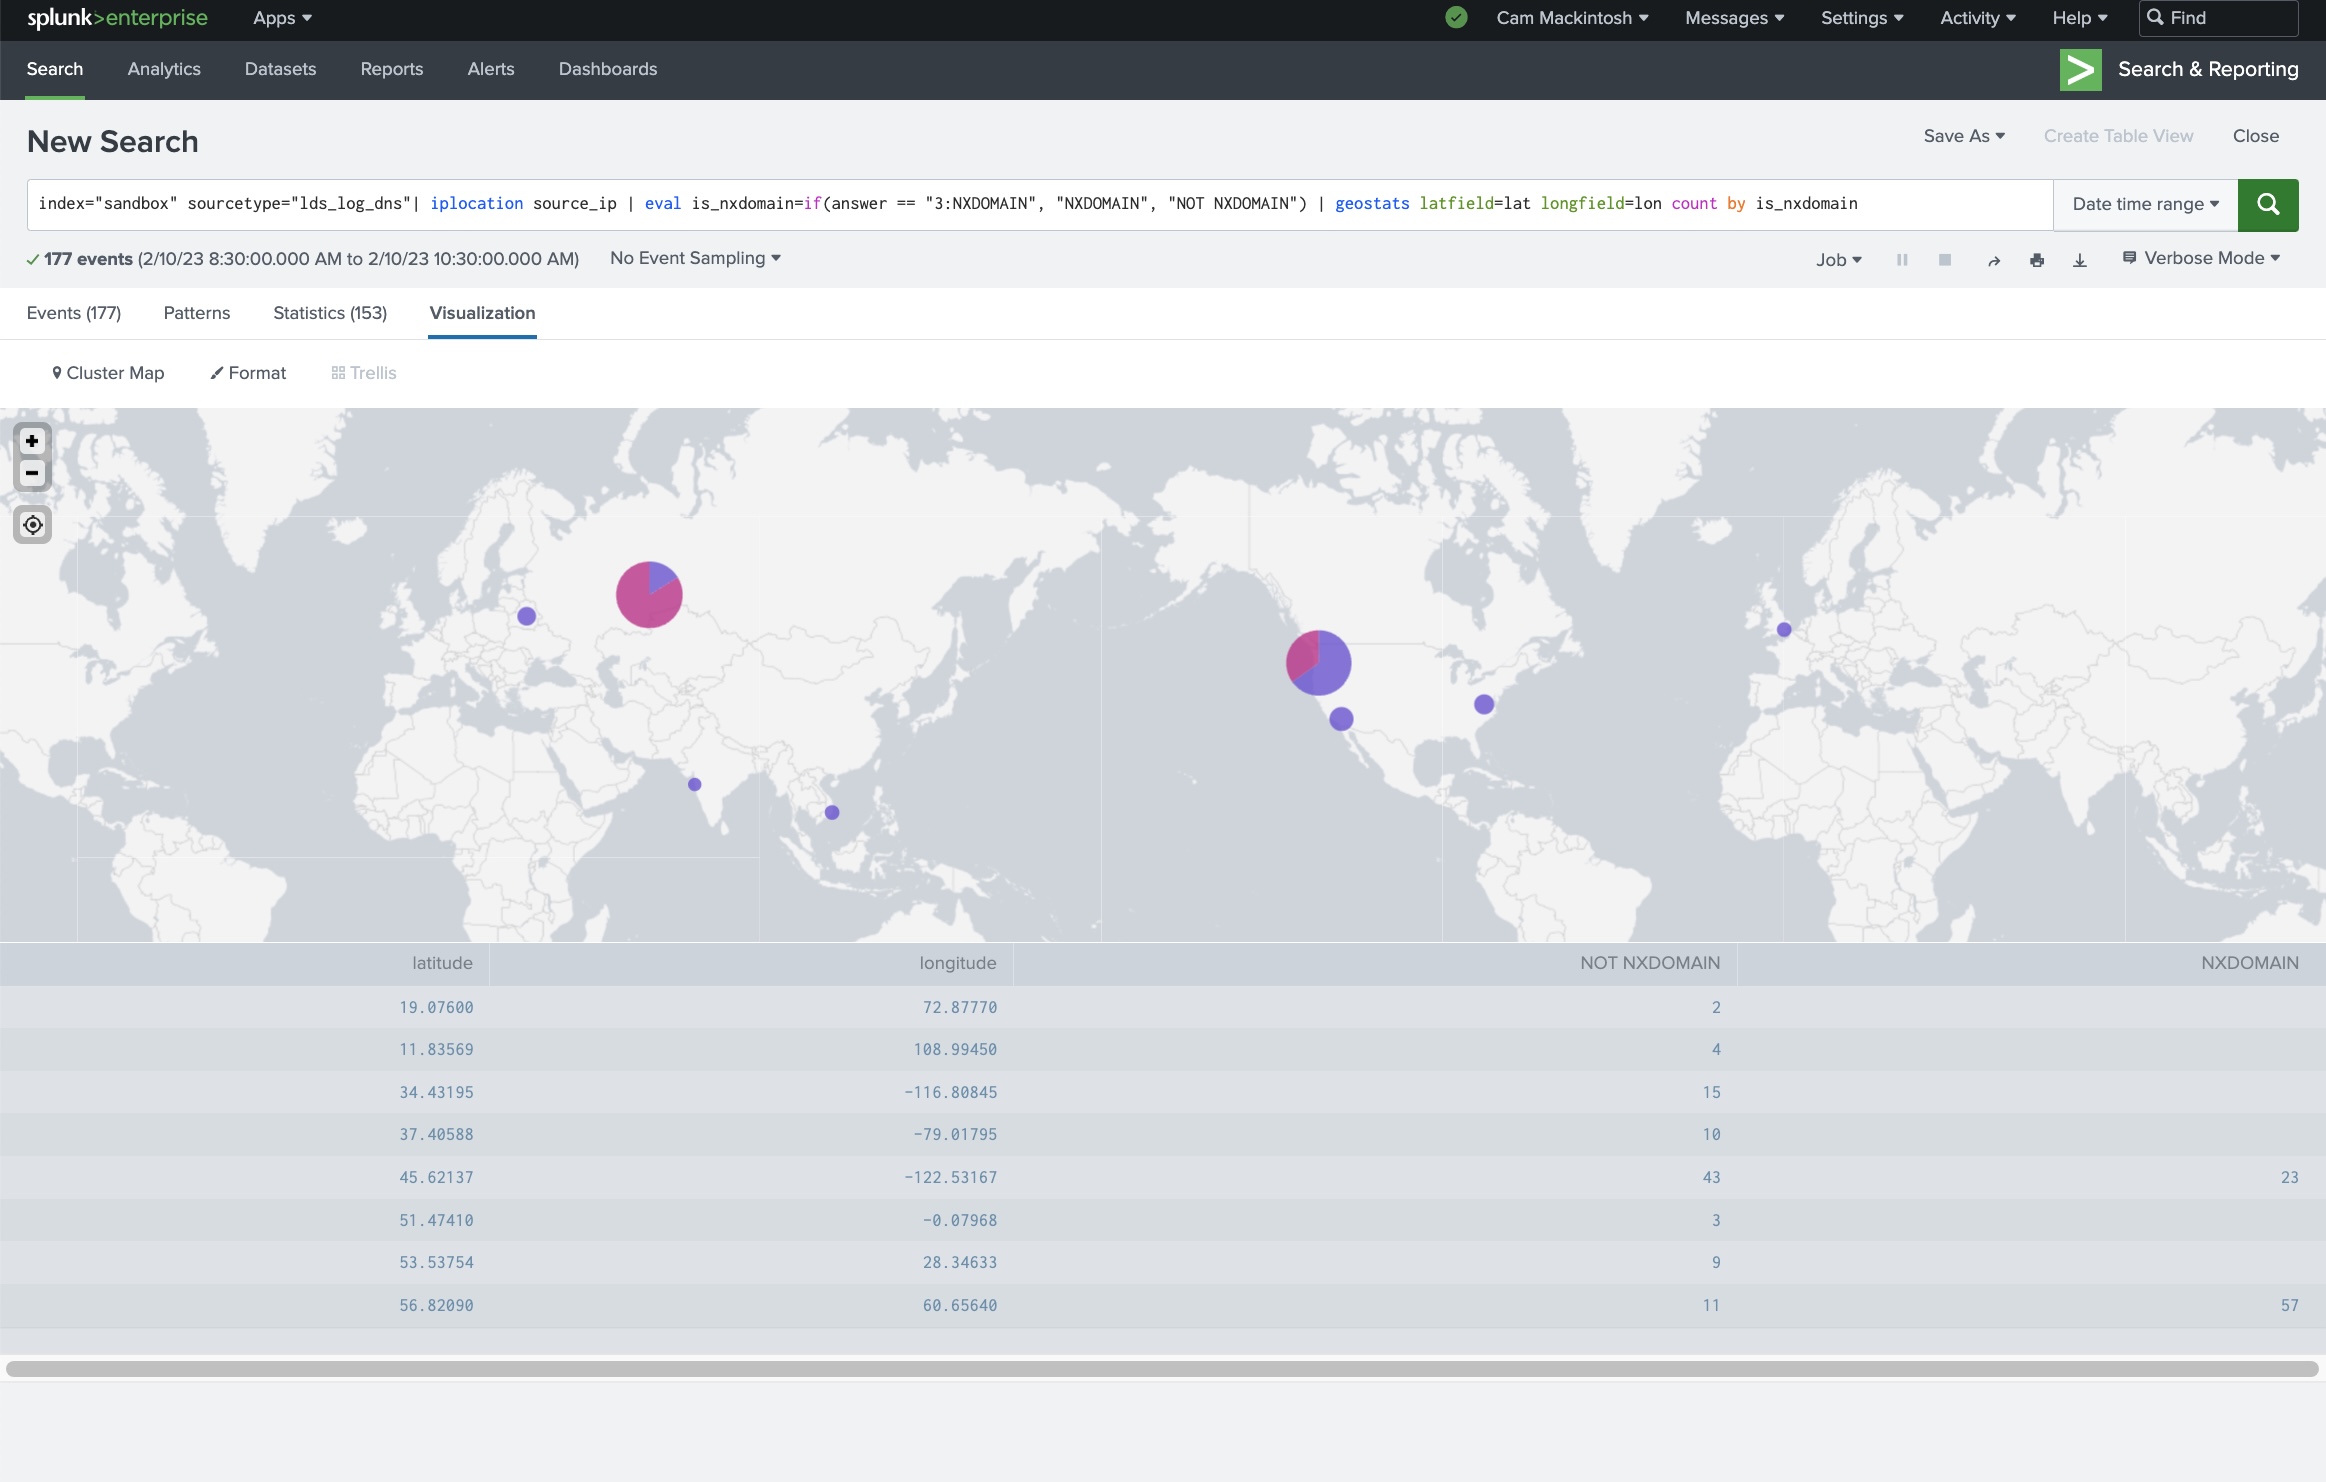 splunk>enterprise Apps Cam Mackintosh Messages Settings Activity Help Find
Search Analytics Datasets Reports Alerts Dashboards > Search & Reporting
New Search Save As Create Table View Close
index="sandbox" sourcetype="lds_log_dns"| iplocation source_ip | eval is_nxdomain=if(answer == "3:NXDOMAIN", "NXDOMAIN", "NOT NXDOMAIN") | geostats latfield=lat longfield=lon count by is_nxdomain Date time range
177 events (2/10/23 8:30:00.000 AM to 2/10/23 10:30:00.000 AM) No Event Sampling Job Verbose Mode
Events (177) Patterns Statistics (153) Visualization
Cluster Map Format Trellis
+
-
latitude longitude NOT NXDOMAIN NXDOMAIN
19.07600 72.87770 2
11.83569 108.99450 4
34.43195 -116.80845 15
37.40588 -79.01795 10
45.62137 -122.53167 43 23
51.47410 -0.07968 3
53.53754 28.34633 9
56.82090 60.65640 11 57